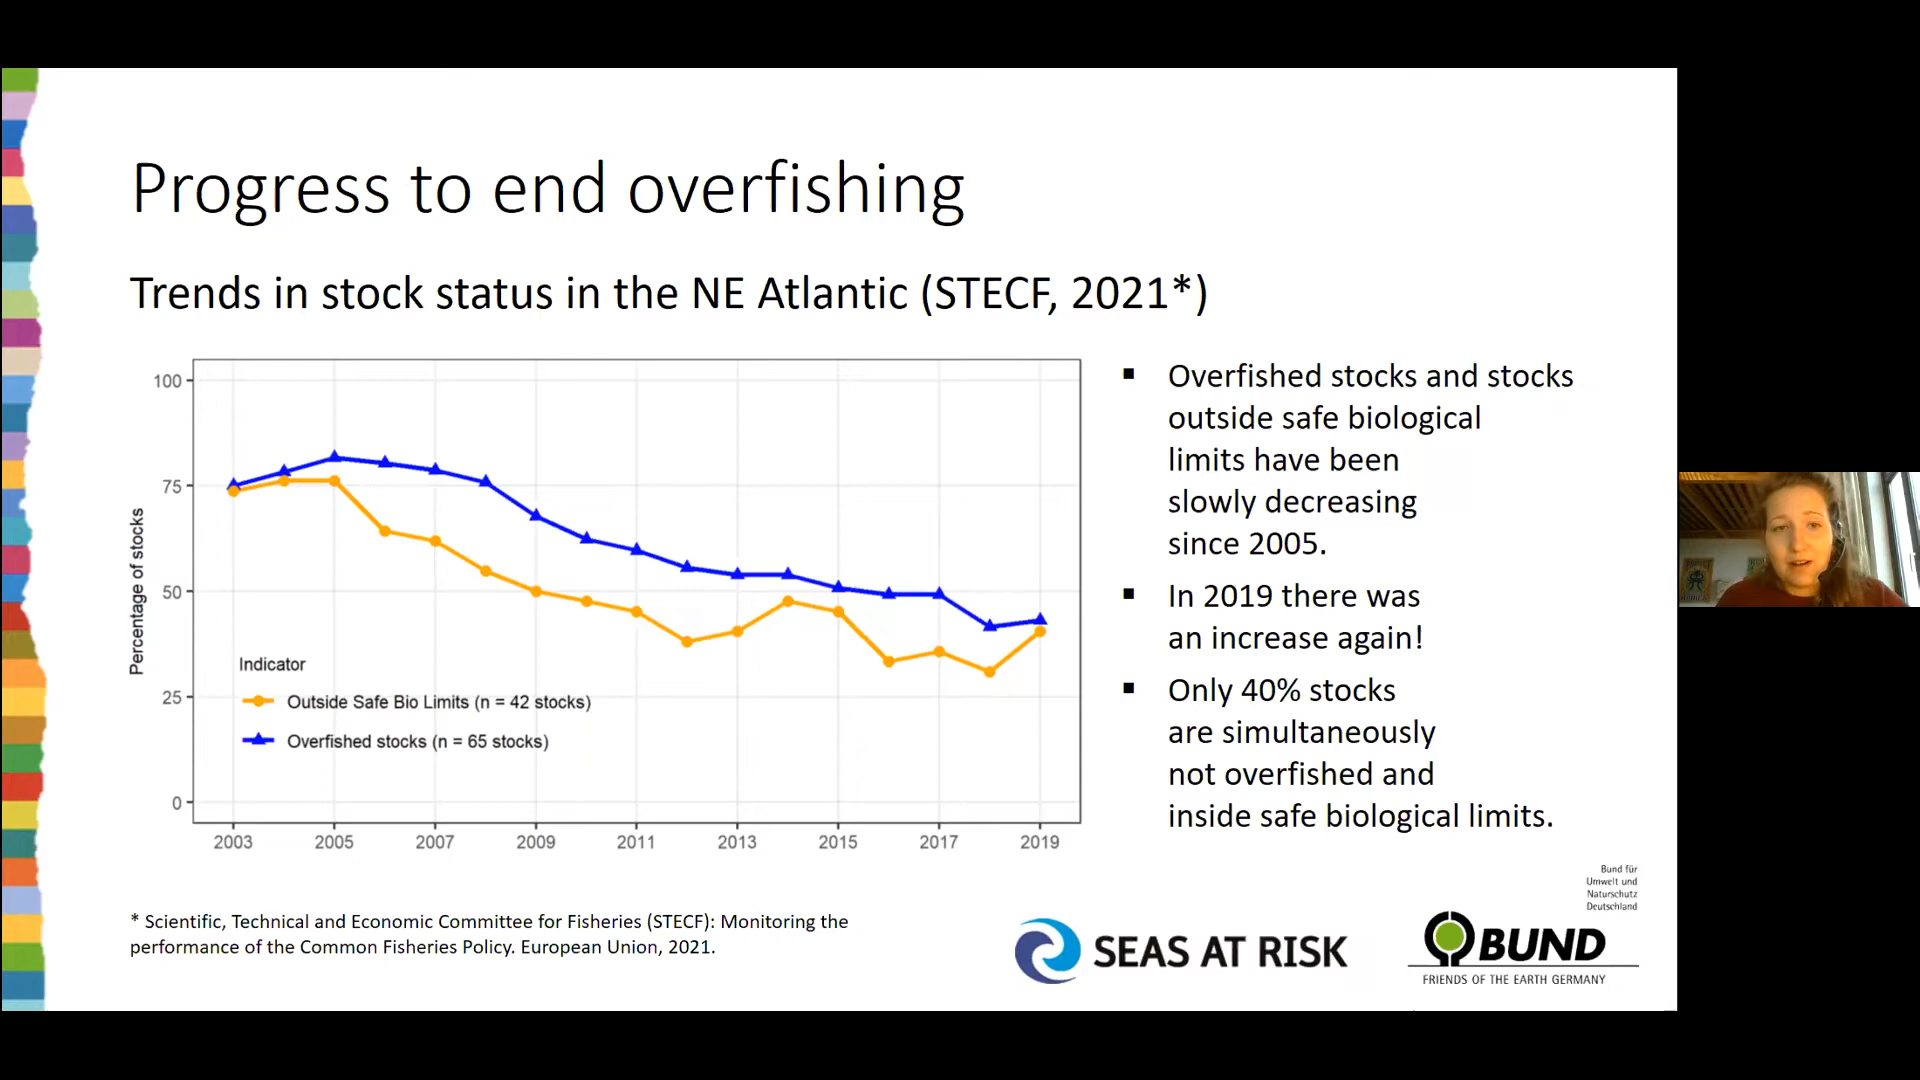 Progress to end overfishing
Trends in stock status in the NE Atlantic (STECF, 2021*)
Percentage of stocks
100
75
50
25
0
Indicator
Outside Safe Bio Limits (n = 42 stocks)
Overfished stocks (n = 65 stocks)
2003 2005 2007 2009 2011 2013 2015 2017 2019
▪ Overfished stocks and stocks
outside safe biological
limits have been
slowly decreasing
since 2005.
▪ In 2019 there was
an increase again!
▪ Only 40% stocks
are simultaneously
not overfished and
inside safe biological limits.
* Scientific, Technical and Economic Committee for Fisheries (STECF): Monitoring the
performance of the Common Fisheries Policy. European Union, 2021.
SEAS AT RISK
Bund für
Umwelt und
Naturschutz
Deutschland
BUND
FRIENDS OF THE EARTH GERMANY